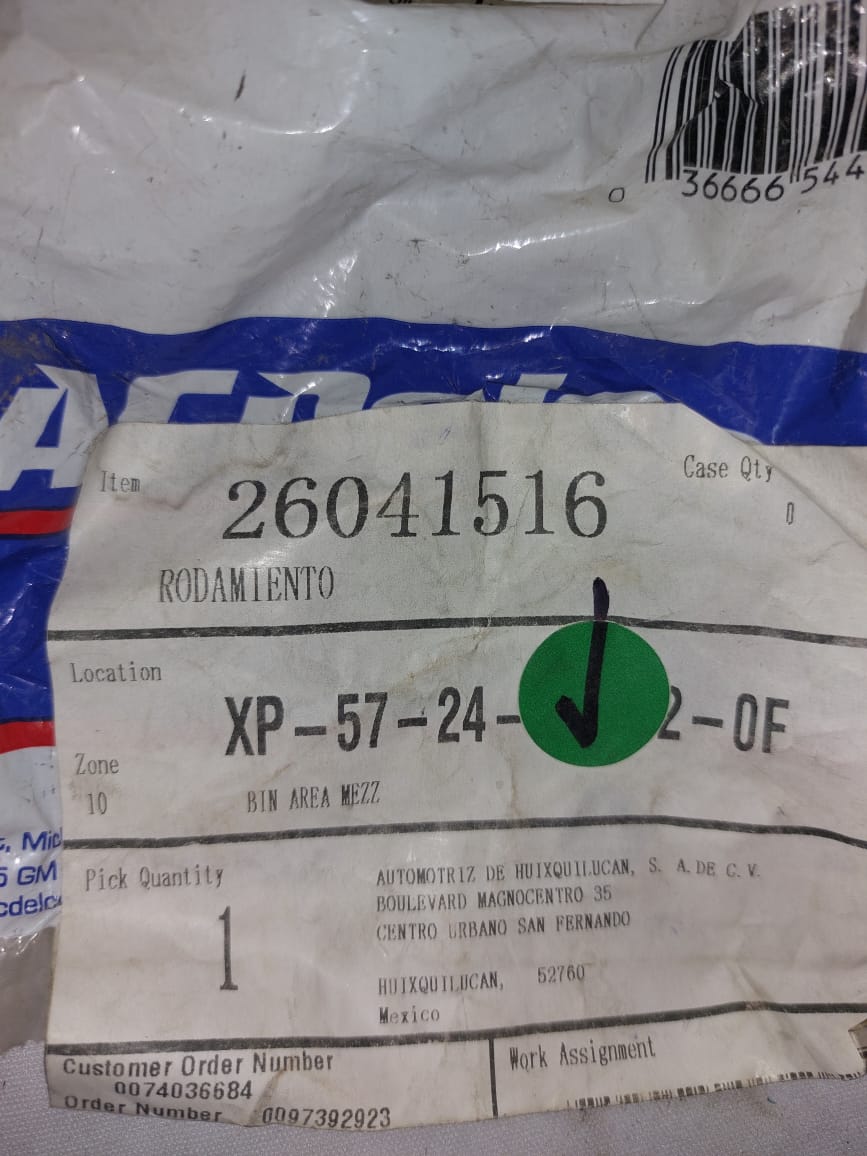 0 36666 544
Item
26041516
Case Qty
0
RODAMIENTO
Location
XP-57-24- 2-0F
Zone
10
BIN AREA MEZZ
Pick Quantity
1
AUTOMOTRIZ DE HUIXQUILUCAN, S. A. DE C. V.
BOULEVARD MAGNOCENTRO 35
CENTRO URBANO SAN FERNANDO
HUIXQUILUCAN, 52760
Mexico
GM
Customer Order Number
0074036684
Order Number 0097392923
Work Assignment